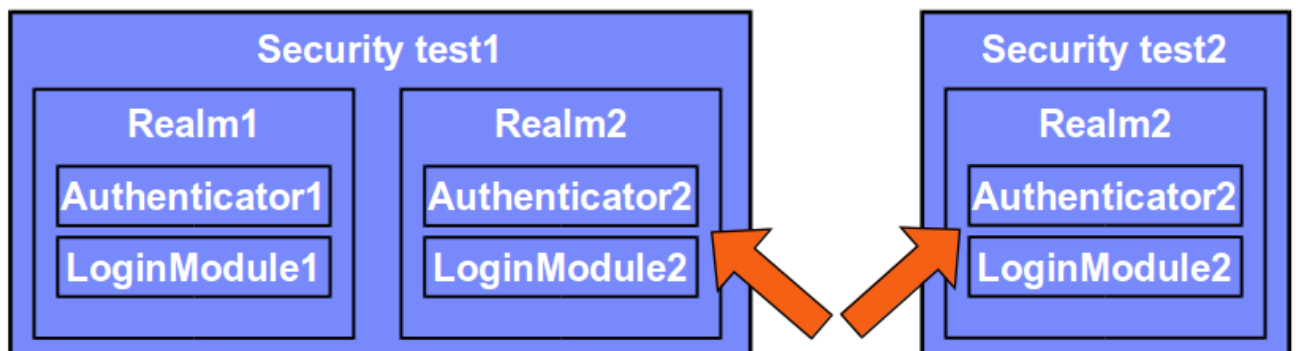 Security test1
Realm1
Authenticator1
LoginModule1
Realm2
Authenticator2
LoginModule2
Security test2
Realm2
Authenticator2
LoginModule2